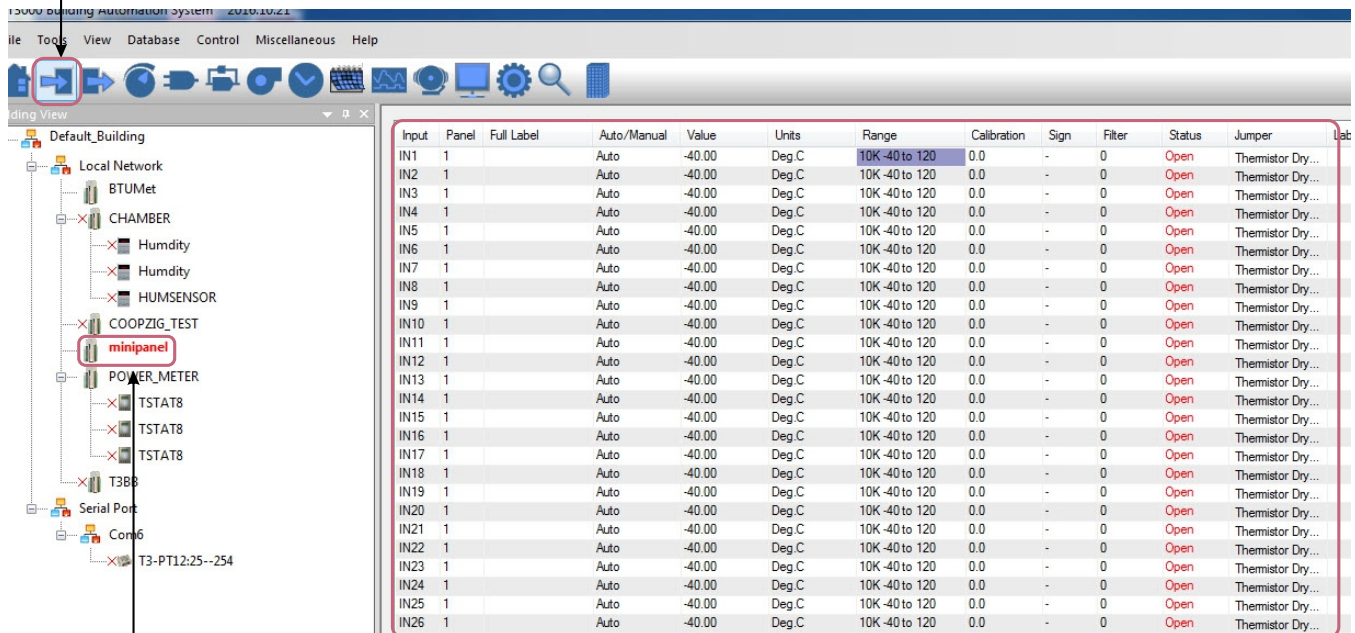 T3000 Building Automation System 2016.10.21
ile Tools View Database Control Miscellaneous Help
lding View
Default_Building
Local Network
BTUMet
CHAMBER
Humdity
Humdity
HUMSENSOR
COOPZIG_TEST
minipanel
POWER_METER
TSTAT8
TSTAT8
TSTAT8
T3BB
Serial Port
Com6
T3-PT12:25--254
Input Panel Full Label Auto/Manual Value Units Range Calibration Sign Filter Status Jumper Lab
IN1 1 Auto -40.00 Deg.C 10K -40 to 120 0.0 - 0 Open Thermistor Dry...
IN2 1 Auto -40.00 Deg.C 10K -40 to 120 0.0 - 0 Open Thermistor Dry...
IN3 1 Auto -40.00 Deg.C 10K -40 to 120 0.0 - 0 Open Thermistor Dry...
IN4 1 Auto -40.00 Deg.C 10K -40 to 120 0.0 - 0 Open Thermistor Dry...
IN5 1 Auto -40.00 Deg.C 10K -40 to 120 0.0 - 0 Open Thermistor Dry...
IN6 1 Auto -40.00 Deg.C 10K -40 to 120 0.0 - 0 Open Thermistor Dry...
IN7 1 Auto -40.00 Deg.C 10K -40 to 120 0.0 - 0 Open Thermistor Dry...
IN8 1 Auto -40.00 Deg.C 10K -40 to 120 0.0 - 0 Open Thermistor Dry...
IN9 1 Auto -40.00 Deg.C 10K -40 to 120 0.0 - 0 Open Thermistor Dry...
IN10 1 Auto -40.00 Deg.C 10K -40 to 120 0.0 - 0 Open Thermistor Dry...
IN11 1 Auto -40.00 Deg.C 10K -40 to 120 0.0 - 0 Open Thermistor Dry...
IN12 1 Auto -40.00 Deg.C 10K -40 to 120 0.0 - 0 Open Thermistor Dry...
IN13 1 Auto -40.00 Deg.C 10K -40 to 120 0.0 - 0 Open Thermistor Dry...
IN14 1 Auto -40.00 Deg.C 10K -40 to 120 0.0 - 0 Open Thermistor Dry...
IN15 1 Auto -40.00 Deg.C 10K -40 to 120 0.0 - 0 Open Thermistor Dry...
IN16 1 Auto -40.00 Deg.C 10K -40 to 120 0.0 - 0 Open Thermistor Dry...
IN17 1 Auto -40.00 Deg.C 10K -40 to 120 0.0 - 0 Open Thermistor Dry...
IN18 1 Auto -40.00 Deg.C 10K -40 to 120 0.0 - 0 Open Thermistor Dry...
IN19 1 Auto -40.00 Deg.C 10K -40 to 120 0.0 - 0 Open Thermistor Dry...
IN20 1 Auto -40.00 Deg.C 10K -40 to 120 0.0 - 0 Open Thermistor Dry...
IN21 1 Auto -40.00 Deg.C 10K -40 to 120 0.0 - 0 Open Thermistor Dry...
IN22 1 Auto -40.00 Deg.C 10K -40 to 120 0.0 - 0 Open Thermistor Dry...
IN23 1 Auto -40.00 Deg.C 10K -40 to 120 0.0 - 0 Open Thermistor Dry...
IN24 1 Auto -40.00 Deg.C 10K -40 to 120 0.0 - 0 Open Thermistor Dry...
IN25 1 Auto -40.00 Deg.C 10K -40 to 120 0.0 - 0 Open Thermistor Dry...
IN26 1 Auto -40.00 Deg.C 10K -40 to 120 0.0 - 0 Open Thermistor Dry...